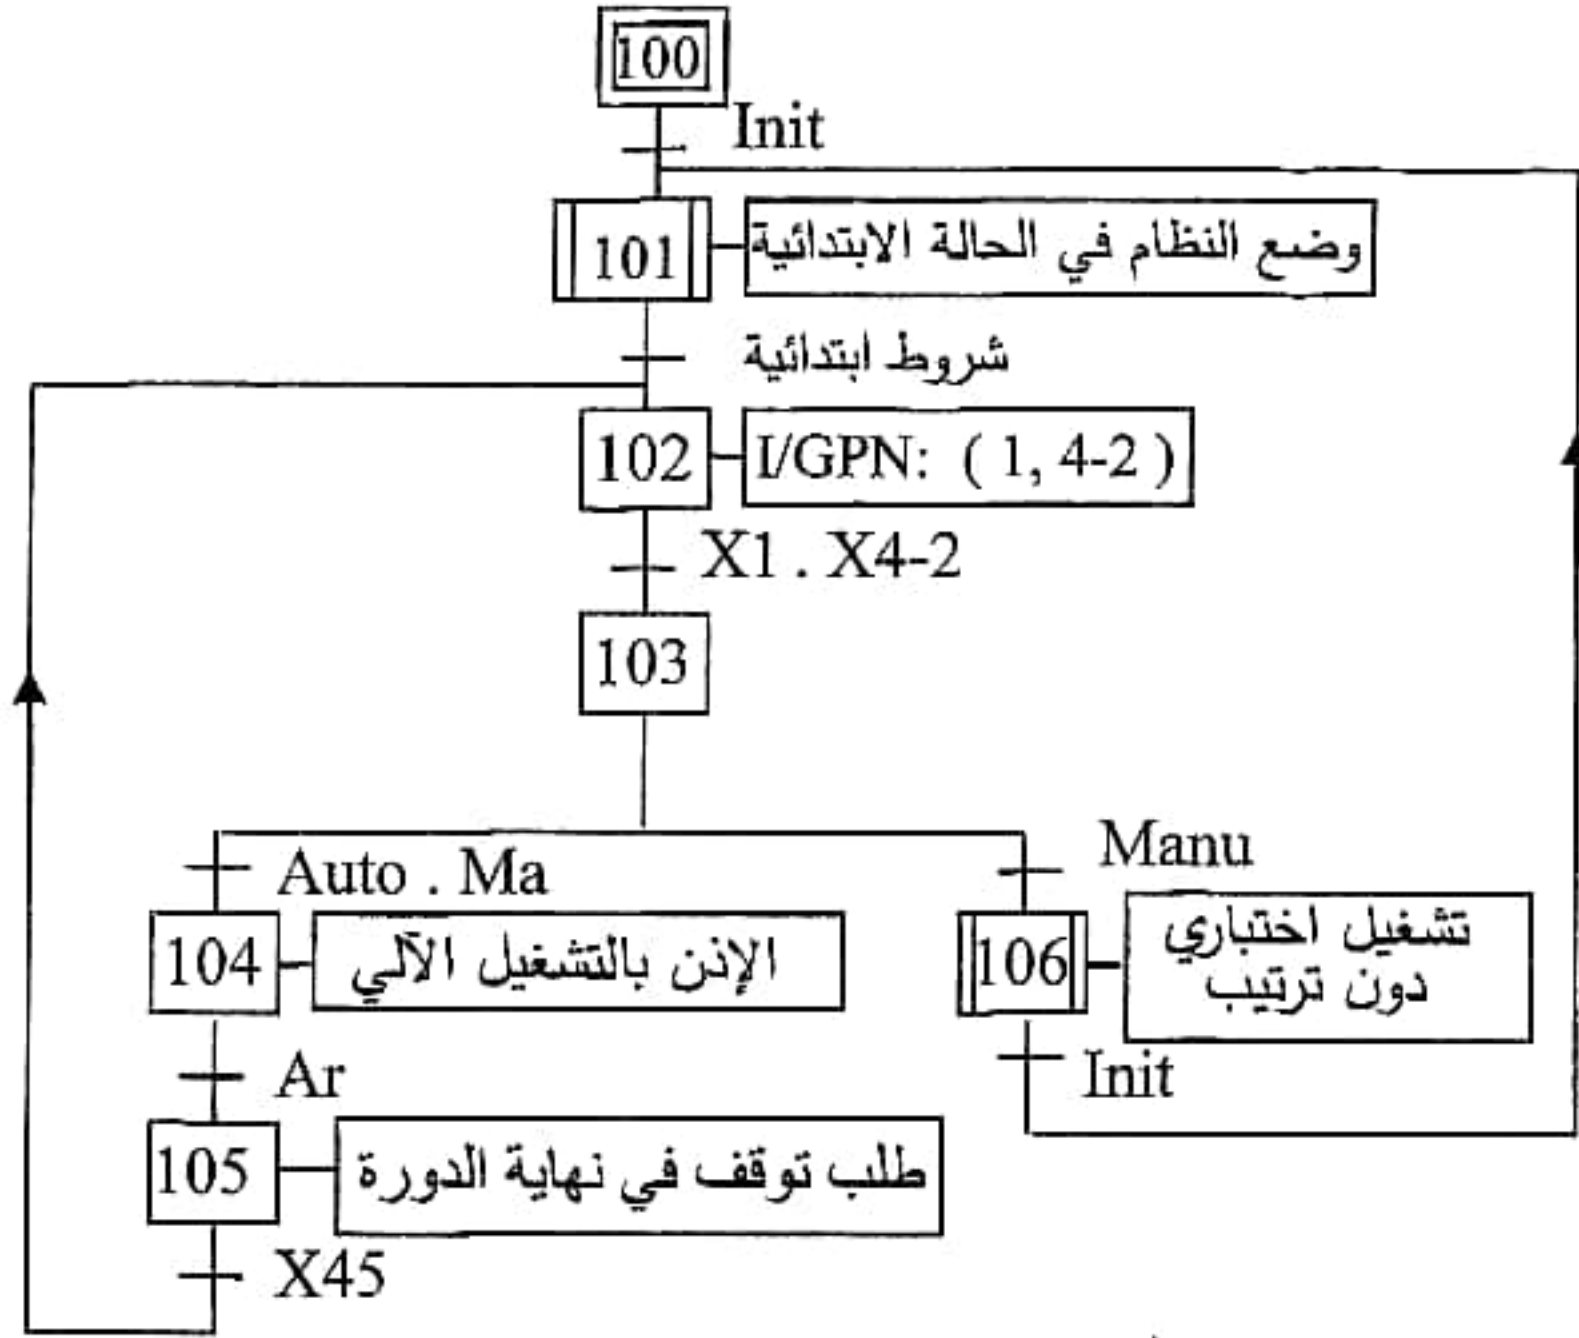 100
Init
101
وضع النظام في الحالة الابتدائية
شروط ابتدائية
102
I/GPN: ( 1, 4-2 )
X1 . X4-2
103
Auto . Ma
Manu
104
الإذن بالتشغيل الآلي
106
تشغيل اختباري
دون ترتيب
Ar
Init
105
طلب توقف في نهاية الدورة
X45